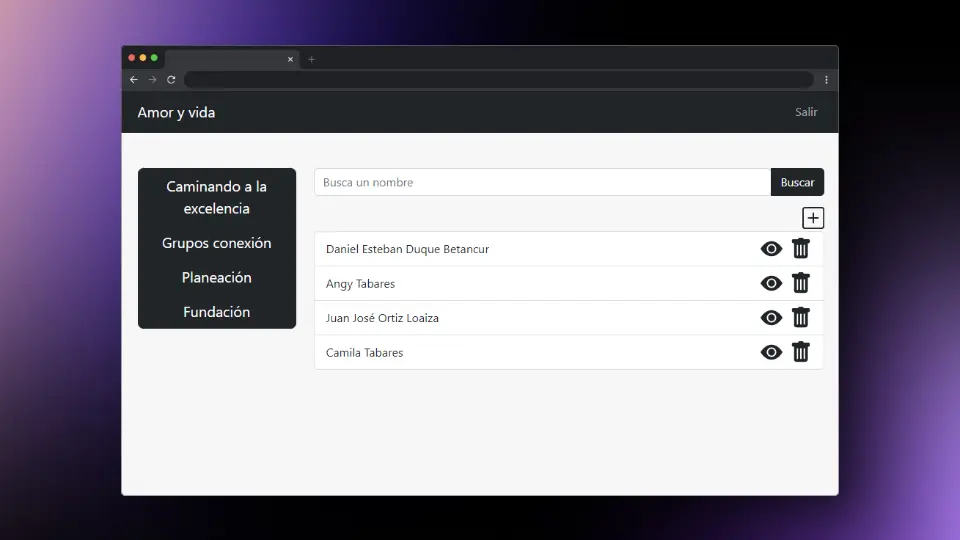 Amor y vida
Salir
Caminando a la
excelencia
Grupos conexión
Planeación
Fundación
Busca un nombre
Buscar
Daniel Esteban Duque Betancur
Angy Tabares
Juan José Ortiz Loaiza
Camila Tabares